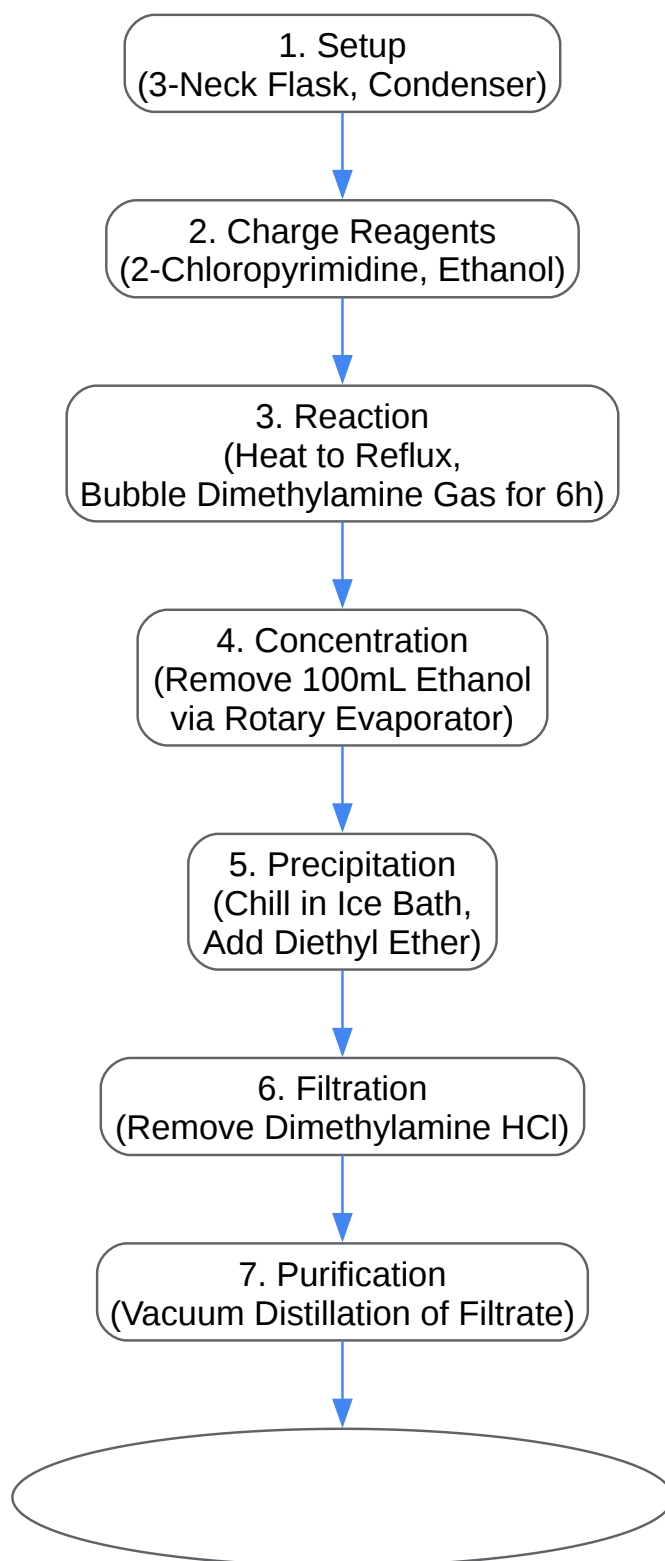 1. Setup
(3-Neck Flask, Condenser)
2. Charge Reagents
(2-Chloropyrimidine, Ethanol)
3. Reaction
(Heat to Reflux,
Bubble Dimethylamine Gas for 6h)
4. Concentration
(Remove 100mL Ethanol
via Rotary Evaporator)
5. Precipitation
(Chill in Ice Bath,
Add Diethyl Ether)
6. Filtration
(Remove Dimethylamine HCl)
7. Purification
(Vacuum Distillation of Filtrate)